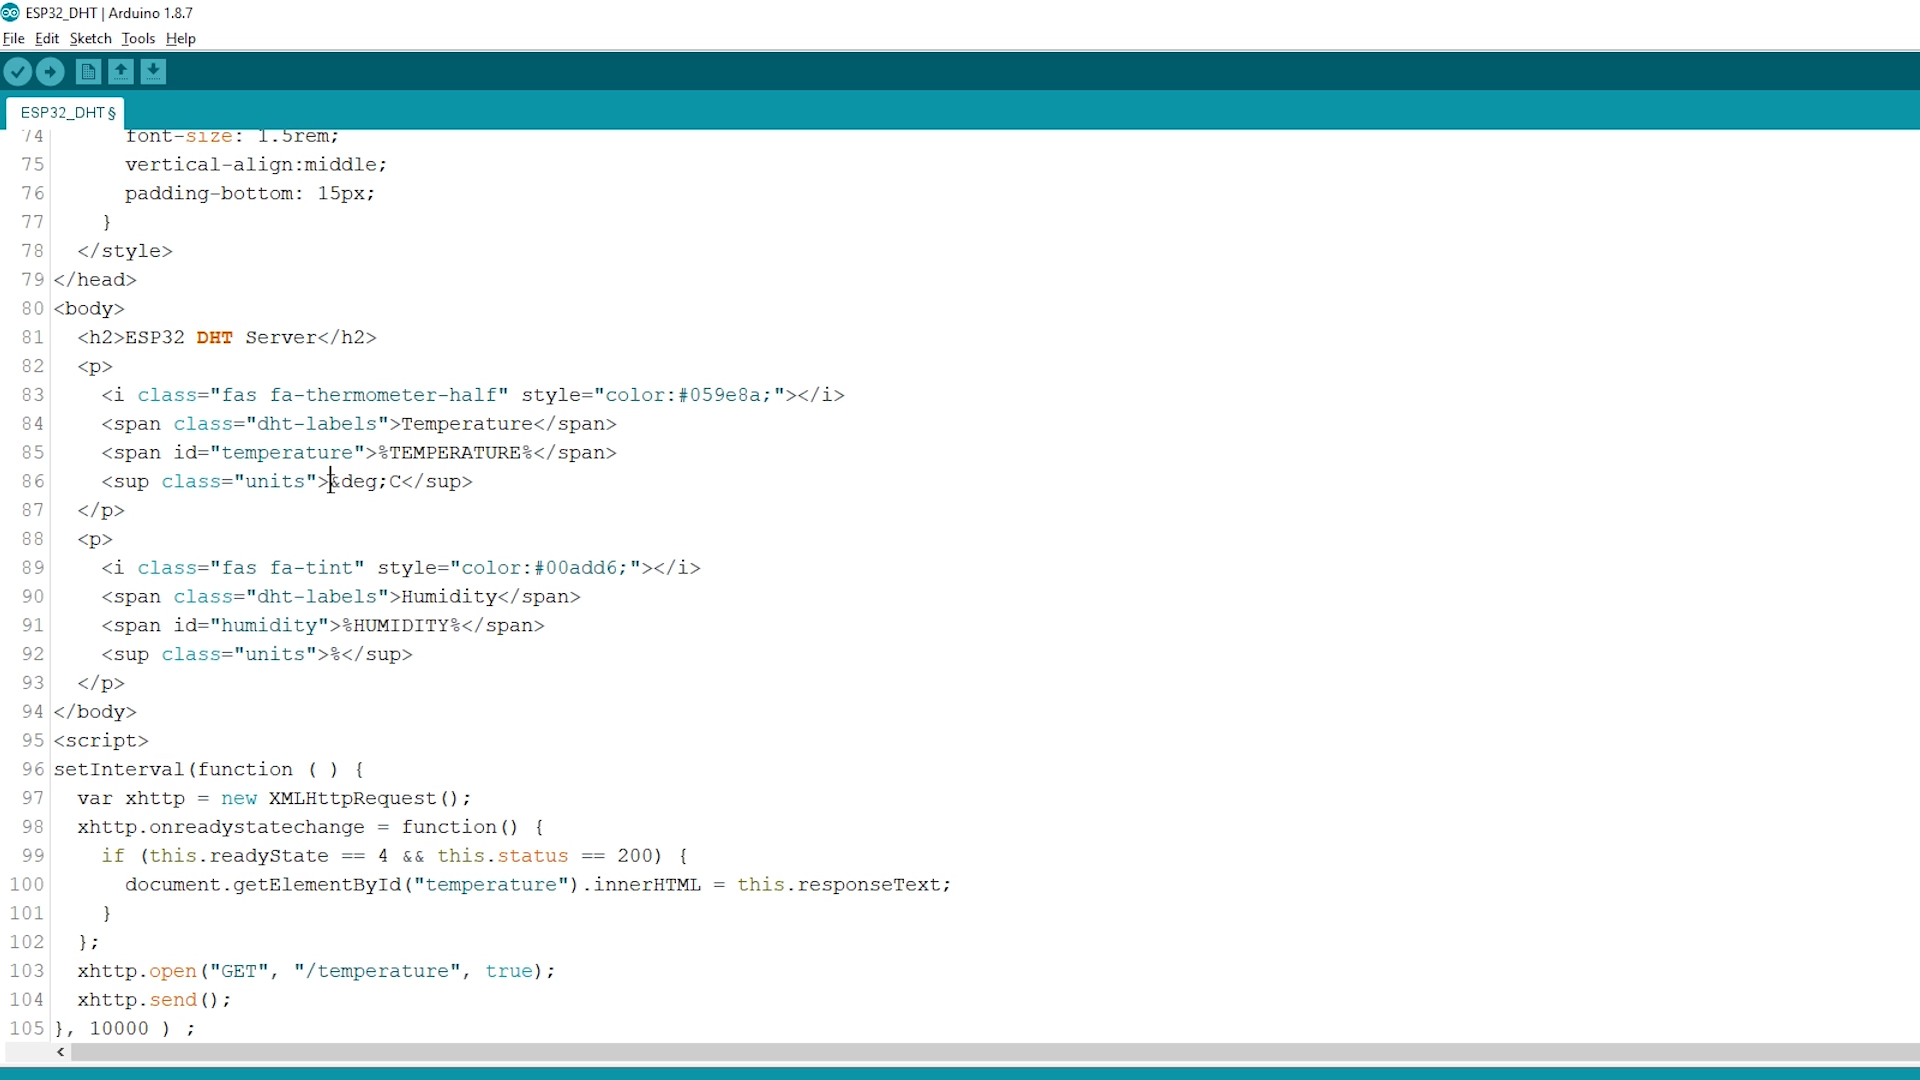 ESP32_DHT | Arduino 1.8.7
File Edit Sketch Tools Help
ESP32_DHT §
74 font-size: 1.5rem;
75 vertical-align:middle;
76 padding-bottom: 15px;
77 }
78 </style>
79 </head>
80 <body>
81 <h2>ESP32 DHT Server</h2>
82 <p>
83 <i class="fas fa-thermometer-half" style="color:#059e8a;"></i>
84 <span class="dht-labels">Temperature</span>
85 <span id="temperature">%TEMPERATURE%</span>
86 <sup class="units">&deg;C</sup>
87 </p>
88 <p>
89 <i class="fas fa-tint" style="color:#00add6;"></i>
90 <span class="dht-labels">Humidity</span>
91 <span id="humidity">%HUMIDITY%</span>
92 <sup class="units">%</sup>
93 </p>
94 </body>
95 <script>
96 setInterval(function ( ) {
97 var xhttp = new XMLHttpRequest();
98 xhttp.onreadystatechange = function() {
99 if (this.readyState == 4 && this.status == 200) {
100 document.getElementById("temperature").innerHTML = this.responseText;
101 }
102 };
103 xhttp.open("GET", "/temperature", true);
104 xhttp.send();
105 }, 10000 ) ;